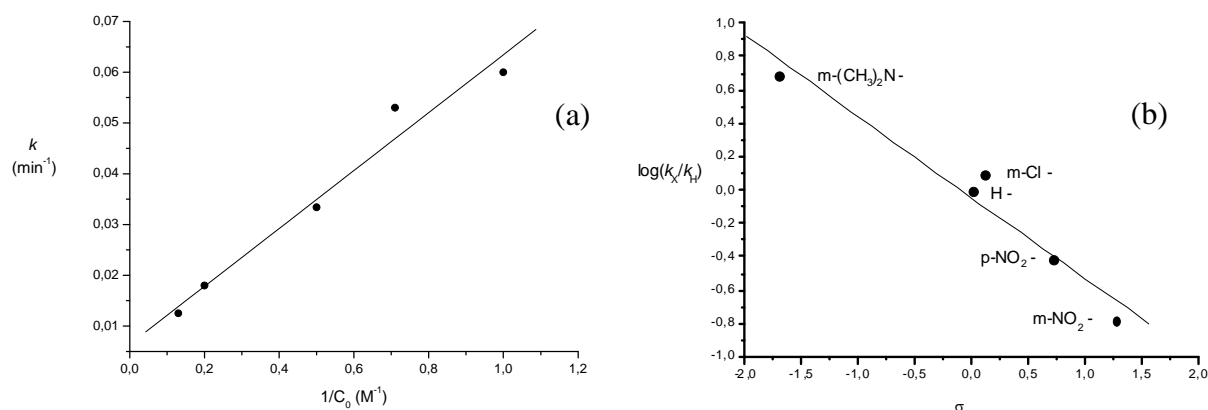 0,07
0,06
0,05
0,04
0,03
0,02
0,01
k
(min⁻¹)
(a)
0,0 0,2 0,4 0,6 0,8 1,0 1,2
1/C₀ (M⁻¹)
1,0
0,8
0,6
0,4
0,2
0,0
-0,2
-0,4
-0,6
-0,8
-1,0
log(kₓ/k_H)
(b)
m-(CH₃)₂N -
m-Cl -
H -
p-NO₂ -
m-NO₂ -
-2,0 -1,5 -1,0 -0,5 0,0 0,5 1,0 1,5 2,0
σ